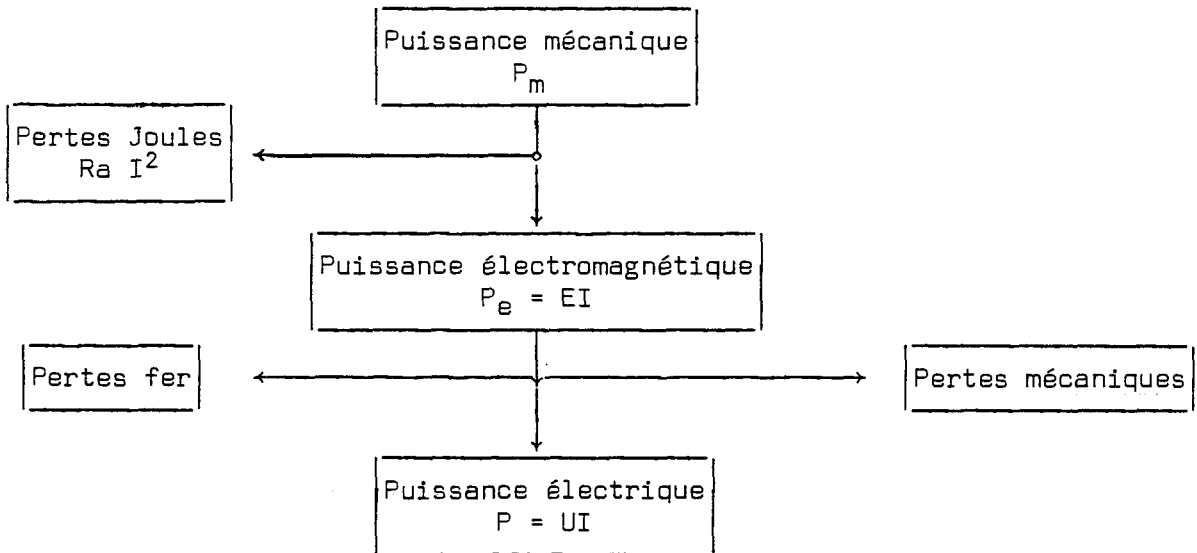 Puissance mécanique
P_m
Pertes Joules
Ra I²
Puissance électromagnétique
P_e = EI
Pertes fer
Pertes mécaniques
Puissance électrique
P = UI